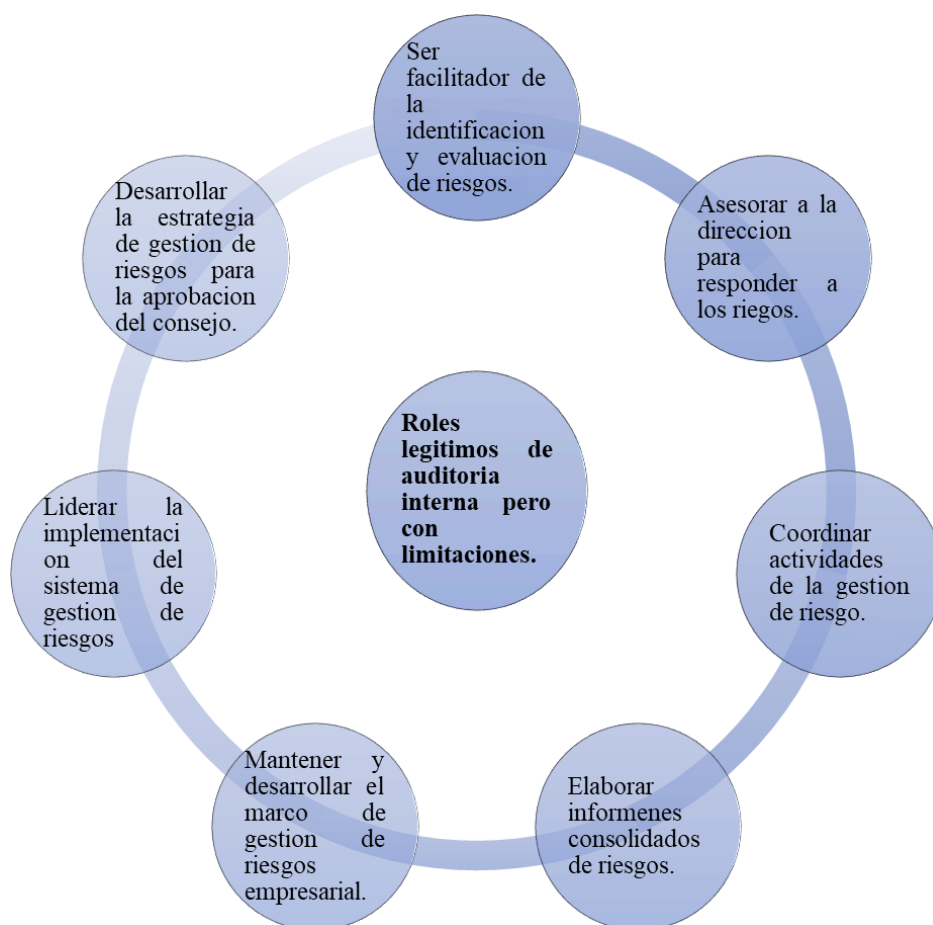 Ser
facilitador de
la
identificacion
y evaluacion
de riesgos.
Asesorar a la
direccion
para
responder a
los riegos.
Coordinar
actividades
de la gestion
de riesgo.
Elaborar
informenes
consolidados
de riesgos.
Mantener y
desarrollar el
marco de
gestion de
riesgos
empresarial.
Liderar la
implementaci
on del
sistema de
gestion de
riesgos
Desarrollar
la estrategia
de gestion de
riesgos para
la aprobacion
del consejo.
Roles
legitimos de
auditoria
interna pero
con
limitaciones.